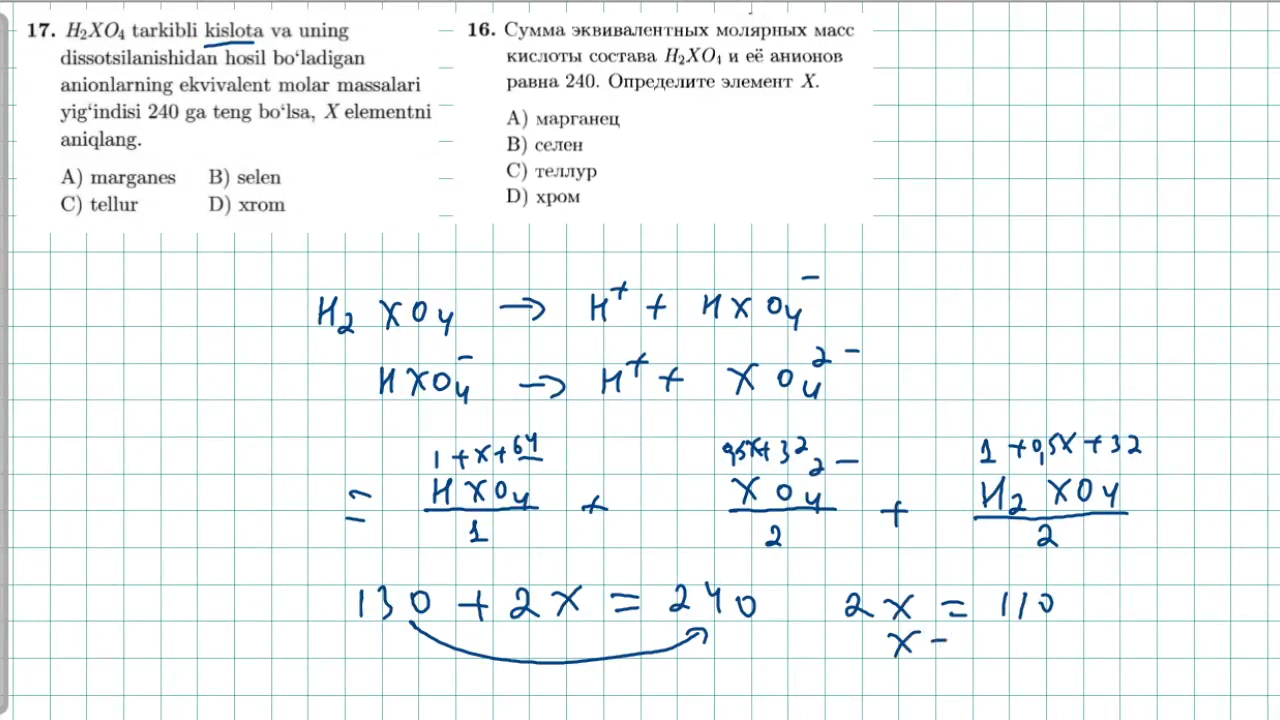 17. H₂XO₄ tarkibli kislota va uning
dissotsilanishidan hosil bo‘ladigan
anionlarning ekvivalent molar massalari
yig‘indisi 240 ga teng bo‘lsa, X elementni
aniqlang.
A) marganes B) selen
C) tellur D) xrom
16. Сумма эквивалентных молярных масс
кислоты состава H₂XO₄ и её анионов
равна 240. Определите элемент X.
A) марганец
B) селен
C) теллур
D) хром
H₂XO₄ → H⁺ + HXO₄⁻
HXO₄⁻ → H⁺ + XO₄²⁻
1+x+64 0,5x+32 1+0,5x+32
= HXO₄/1 + XO₄²⁻/2 + H₂XO₄/2
130 + 2x = 240 2x = 110
x -